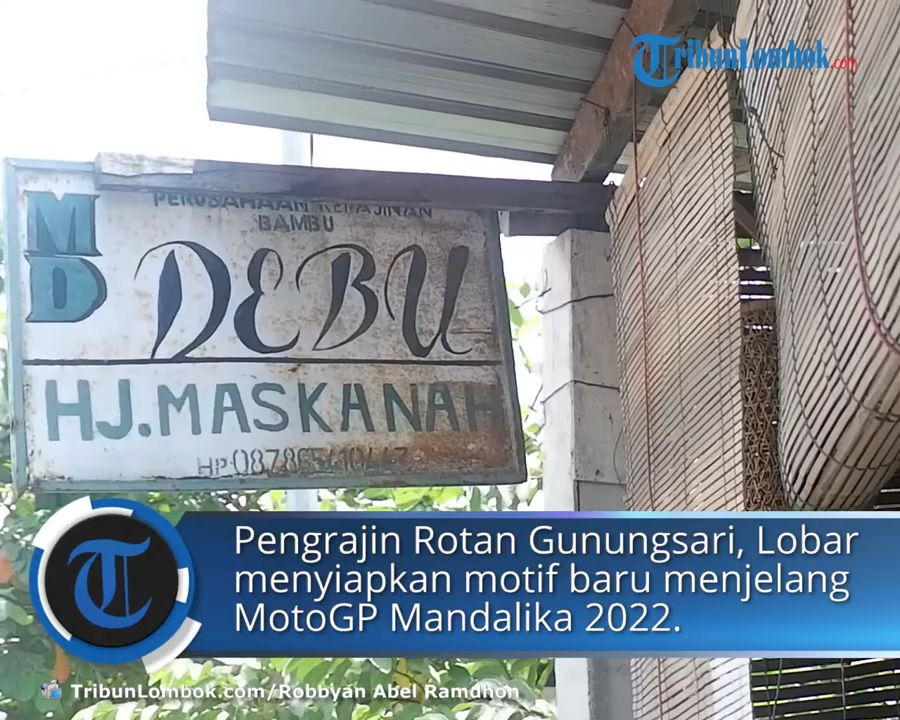 TribunLombok.com
MD
PERUSAHAAN KERAJINAN
BAMBU
DEBU
HJ.MASKANAH
HP
Pengrajin Rotan Gunungsari, Lobar
menyiapkan motif baru menjelang
MotoGP Mandalika 2022.
TribunLombok.com/Robbyan Abel Ramdhon